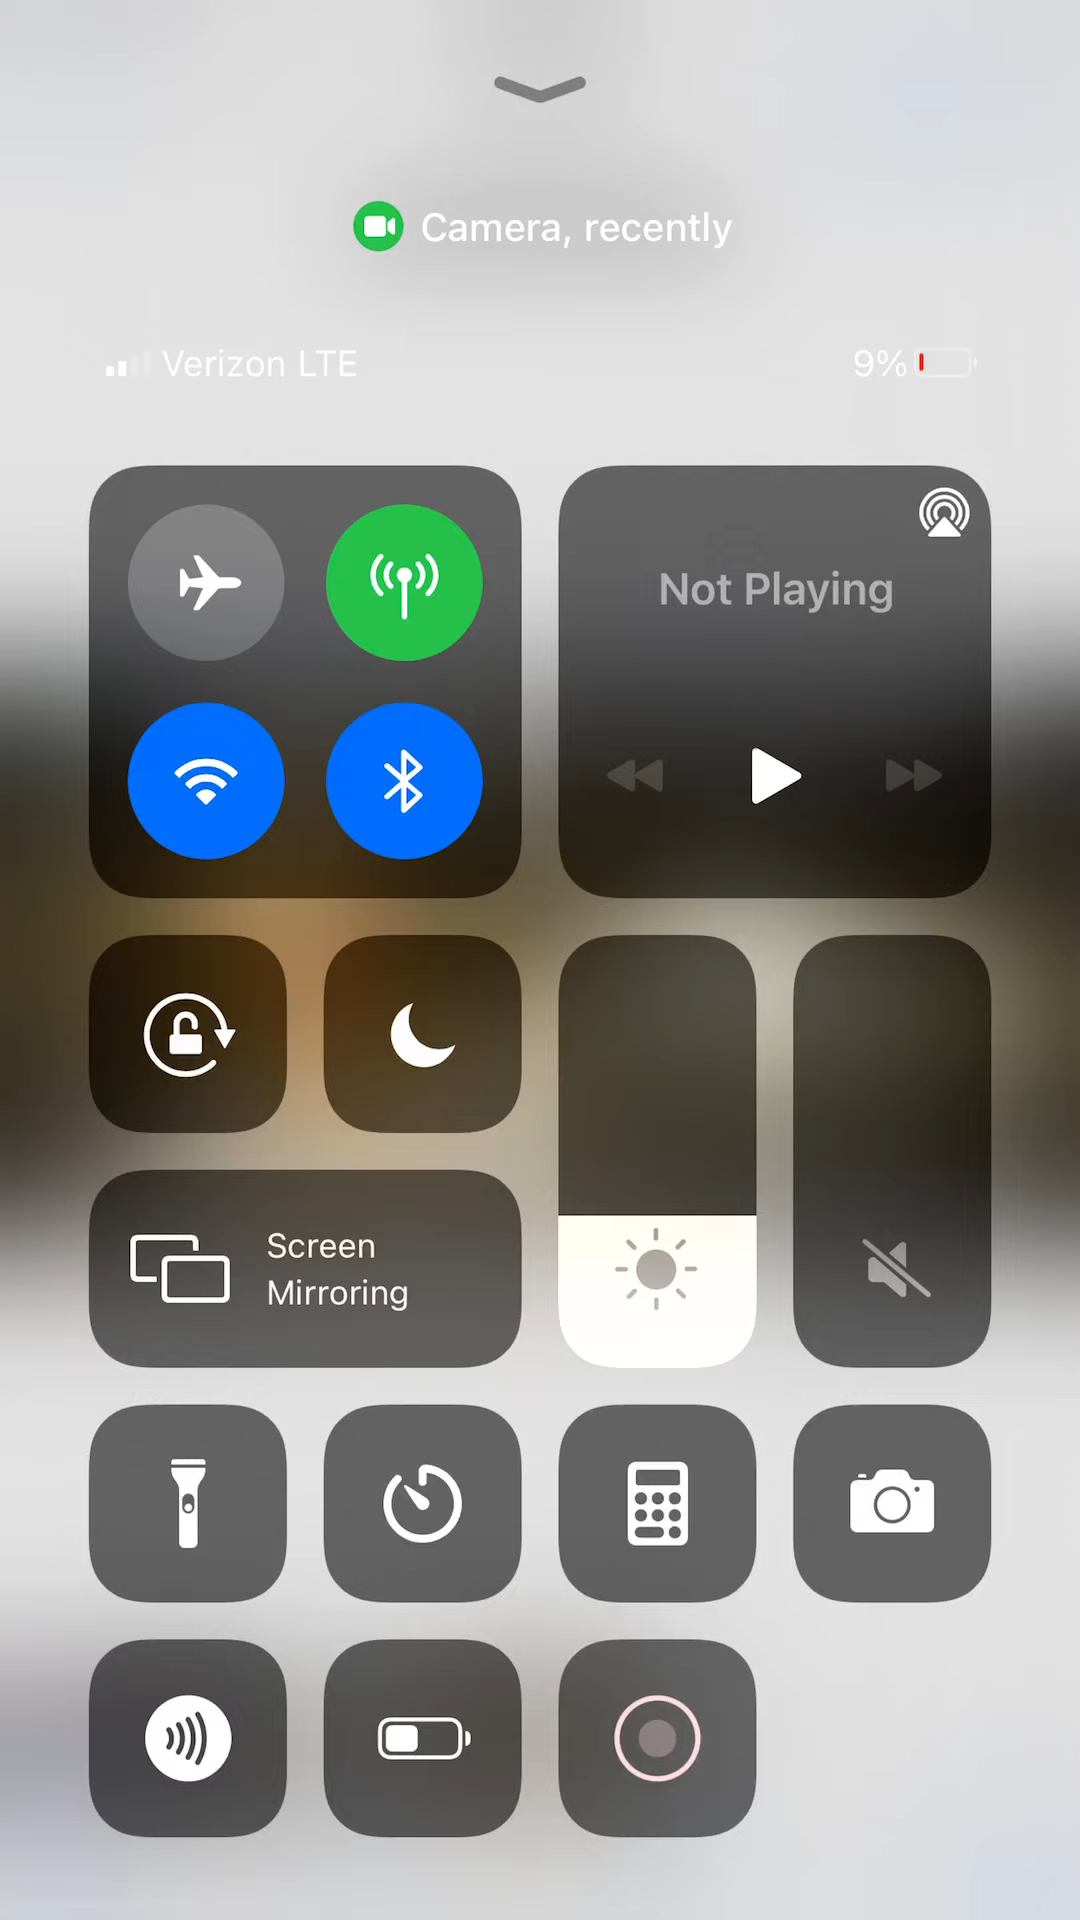 Camera, recently
Verizon LTE
9%
Not Playing
Screen
Mirroring